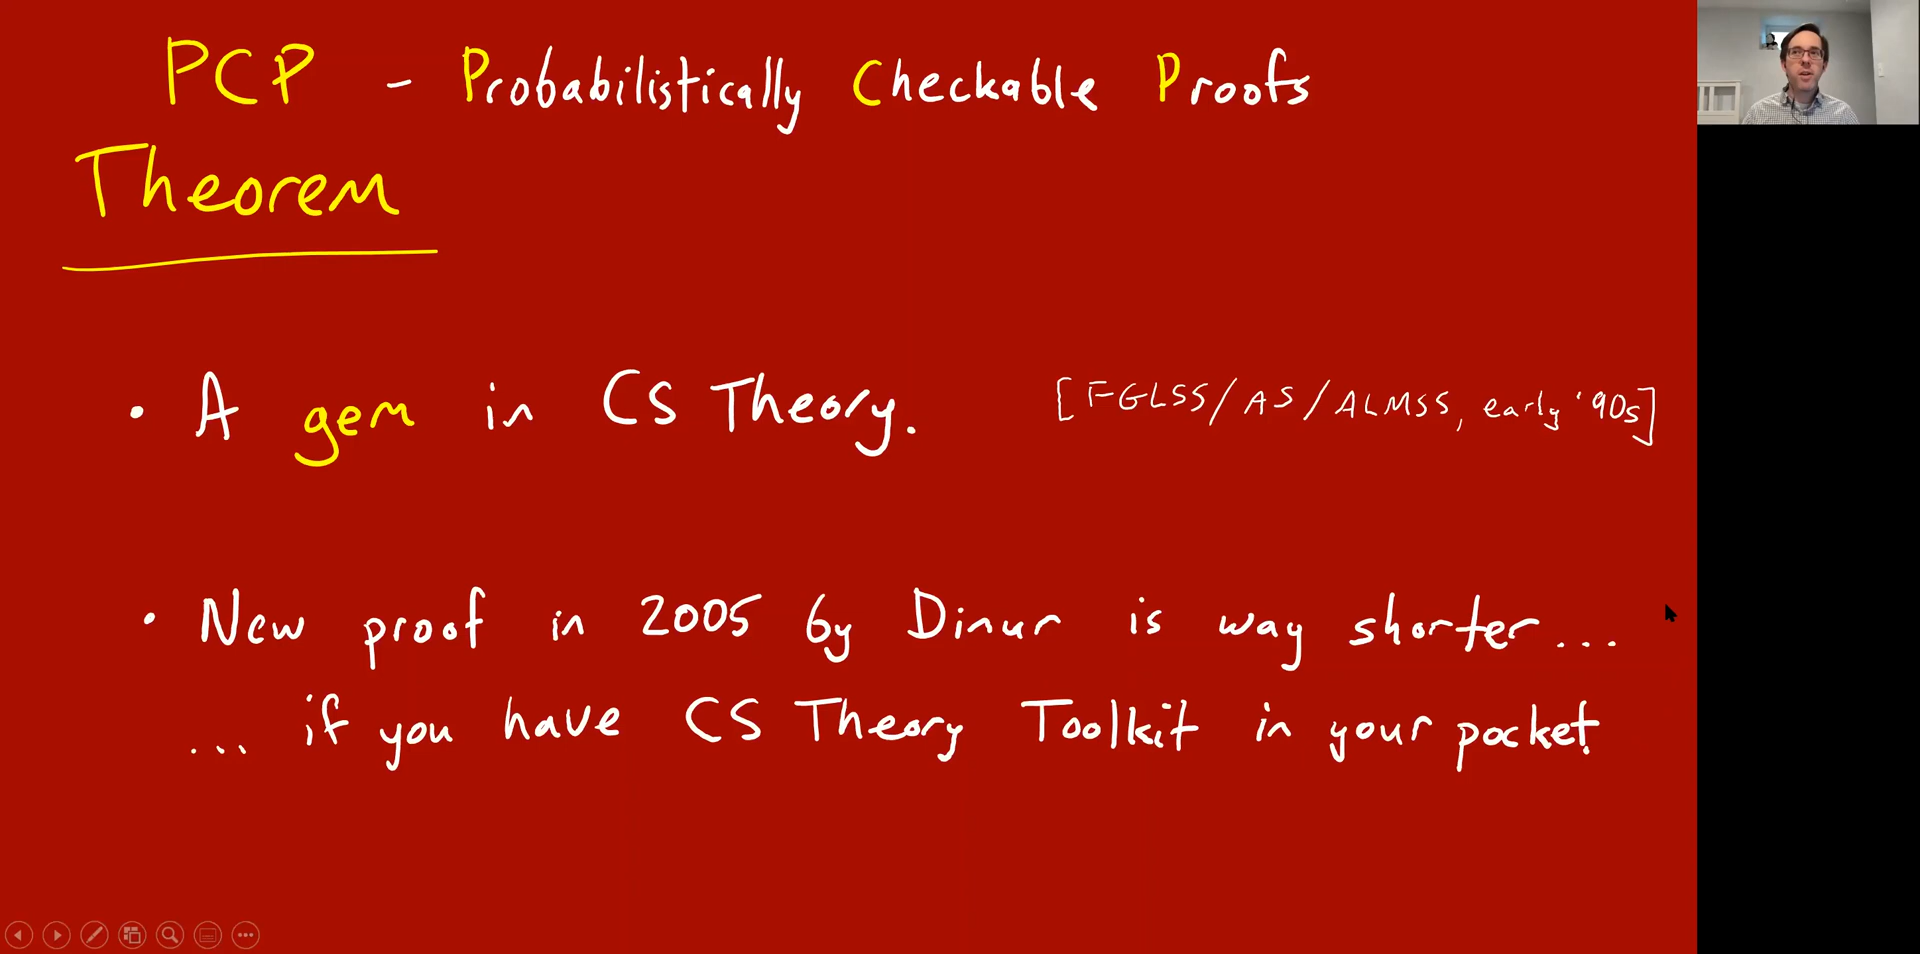 PCP - Probabilistically Checkable Proofs
Theorem
• A gem in CS Theory. [FGLSS/AS/ALMSS, early '90s]
• New proof in 2005 by Dinur is way shorter...
... if you have CS Theory Toolkit in your pocket.